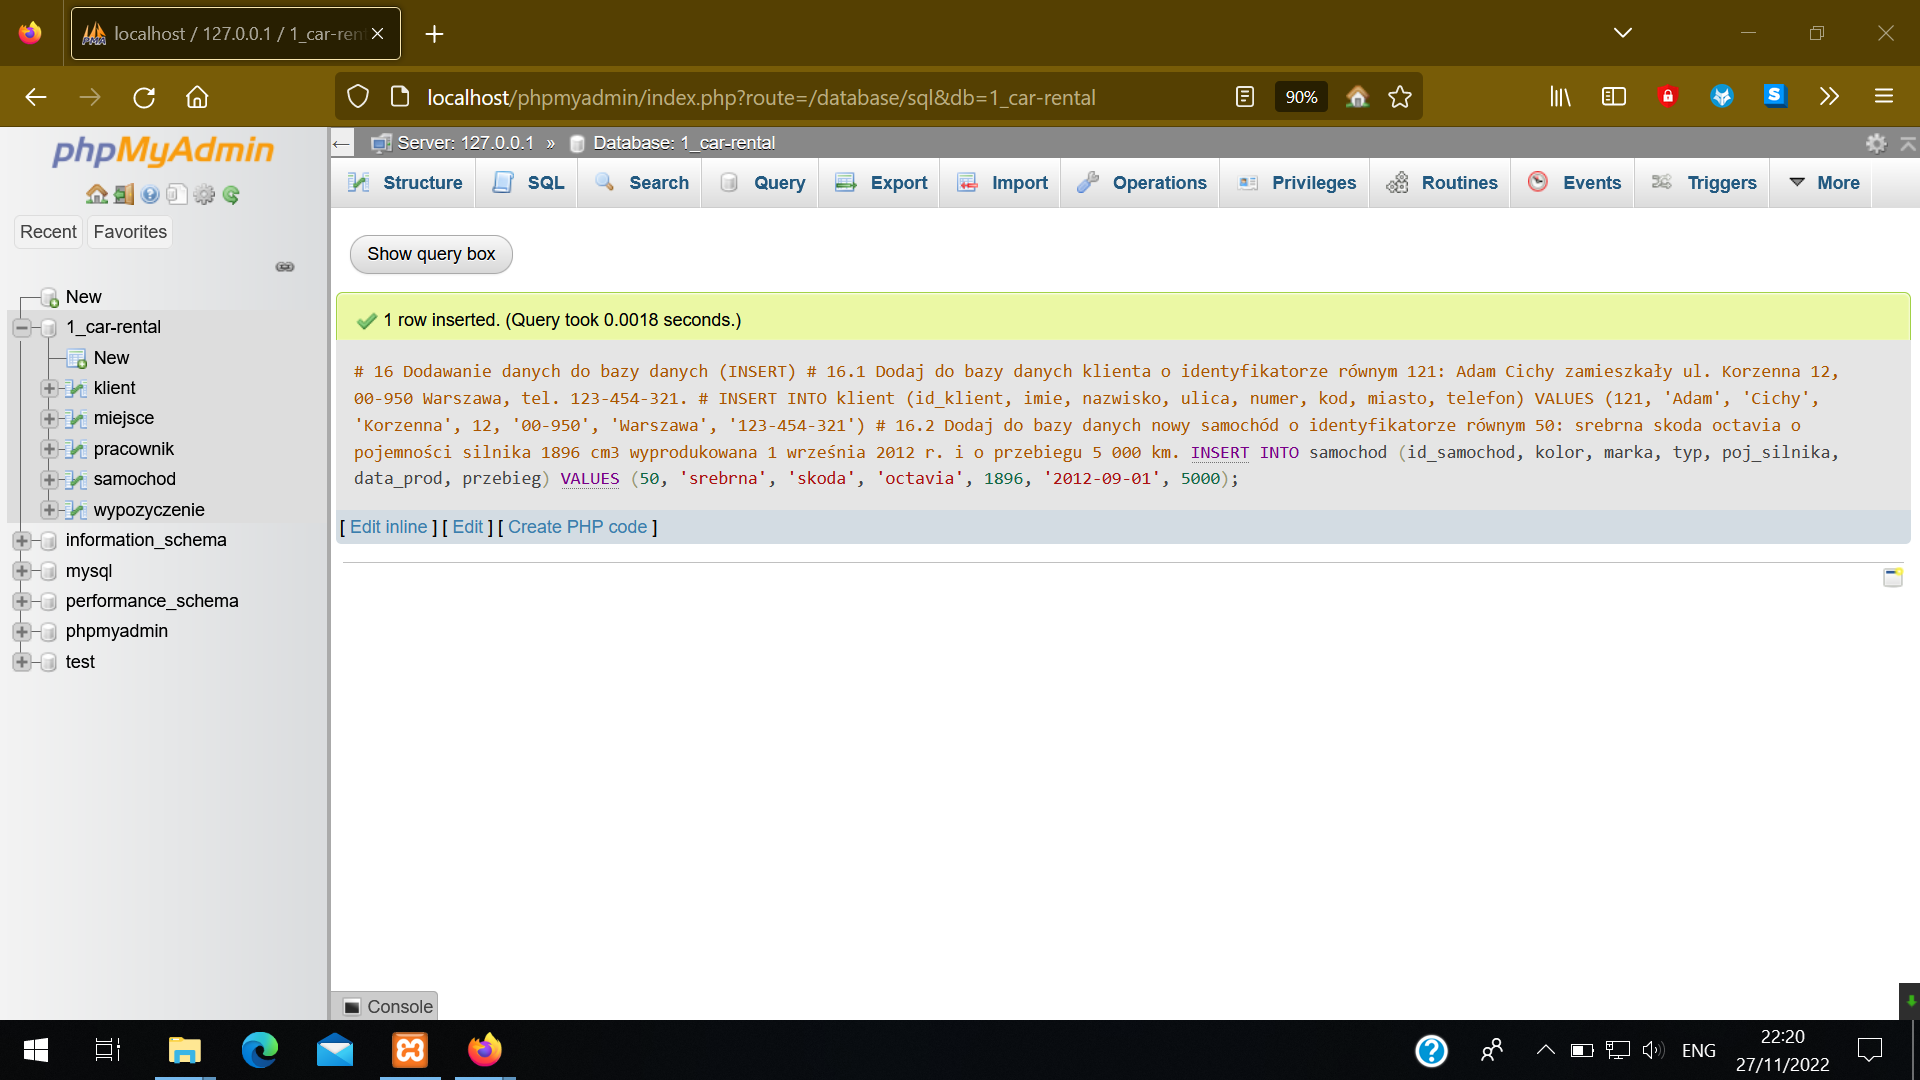 localhost / 127.0.0.1 / 1_car-ren
localhost/phpmyadmin/index.php?route=/database/sql&db=1_car-rental
90%
phpMyAdmin
Recent
Favorites
New
1_car-rental
New
klient
miejsce
pracownik
samochod
wypozyczenie
information_schema
mysql
performance_schema
phpmyadmin
test
Server: 127.0.0.1 » Database: 1_car-rental
Structure
SQL
Search
Query
Export
Import
Operations
Privileges
Routines
Events
Triggers
More
Show query box
1 row inserted. (Query took 0.0018 seconds.)
# 16 Dodawanie danych do bazy danych (INSERT) # 16.1 Dodaj do bazy danych klienta o identyfikatorze równym 121: Adam Cichy zamieszkały ul. Korzenna 12,
00-950 Warszawa, tel. 123-454-321. # INSERT INTO klient (id_klient, imie, nazwisko, ulica, numer, kod, miasto, telefon) VALUES (121, 'Adam', 'Cichy',
'Korzenna', 12, '00-950', 'Warszawa', '123-454-321') # 16.2 Dodaj do bazy danych nowy samochód o identyfikatorze równym 50: srebrna skoda octavia o
pojemności silnika 1896 cm3 wyprodukowana 1 września 2012 r. i o przebiegu 5 000 km. INSERT INTO samochod (id_samochod, kolor, marka, typ, poj_silnika,
data_prod, przebieg) VALUES (50, 'srebrna', 'skoda', 'octavia', 1896, '2012-09-01', 5000);
[ Edit inline ] [ Edit ] [ Create PHP code ]
Console
ENG
22:20
27/11/2022